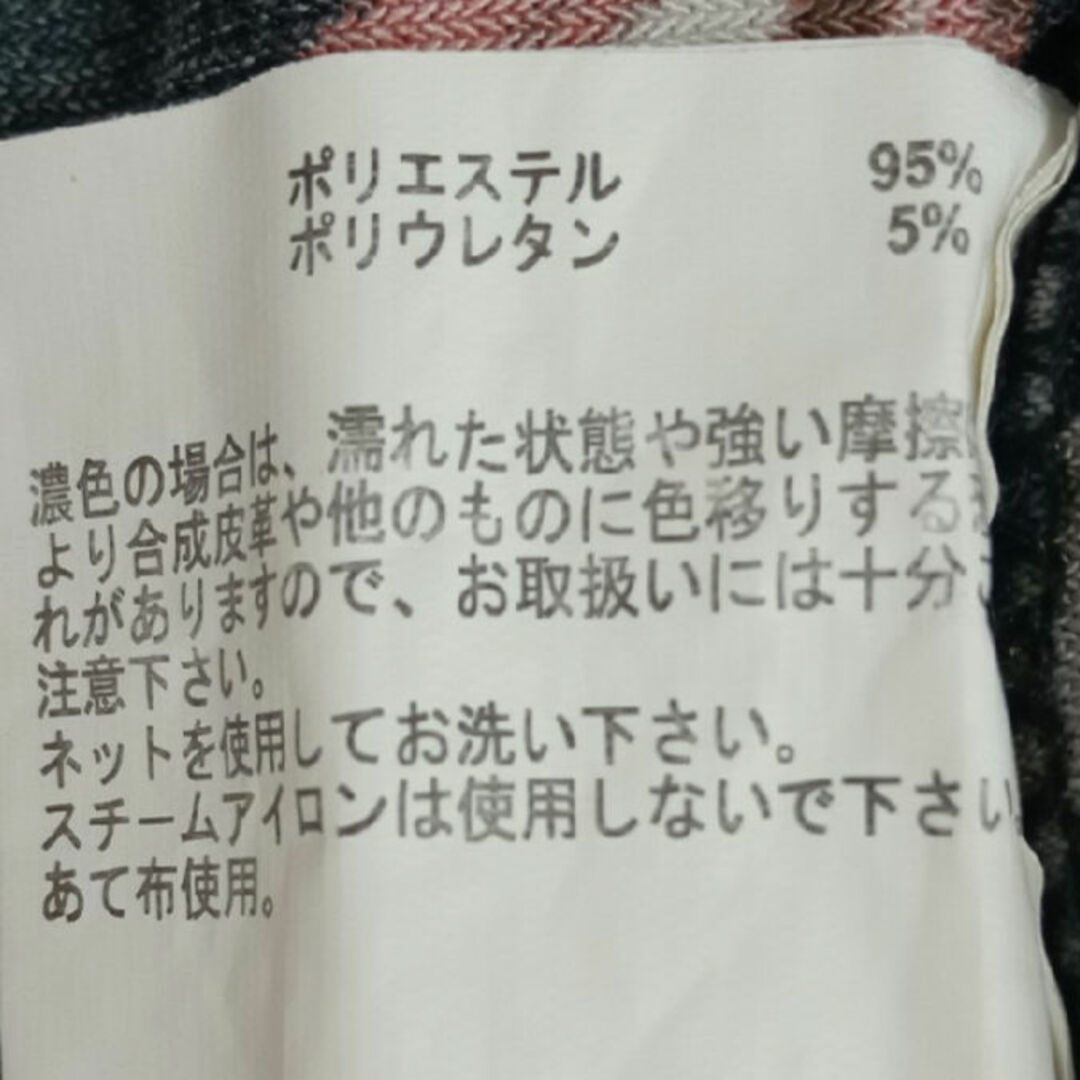 ポリエステル 95%
ポリウレタン 5%
濃色の場合は、濡れた状態や強い摩擦
より合成皮革や他のものに色移りする
れがありますので、お取扱いには十分
注意下さい。
ネットを使用してお洗い下さい。
スチームアイロンは使用しないで下さい
あて布使用。